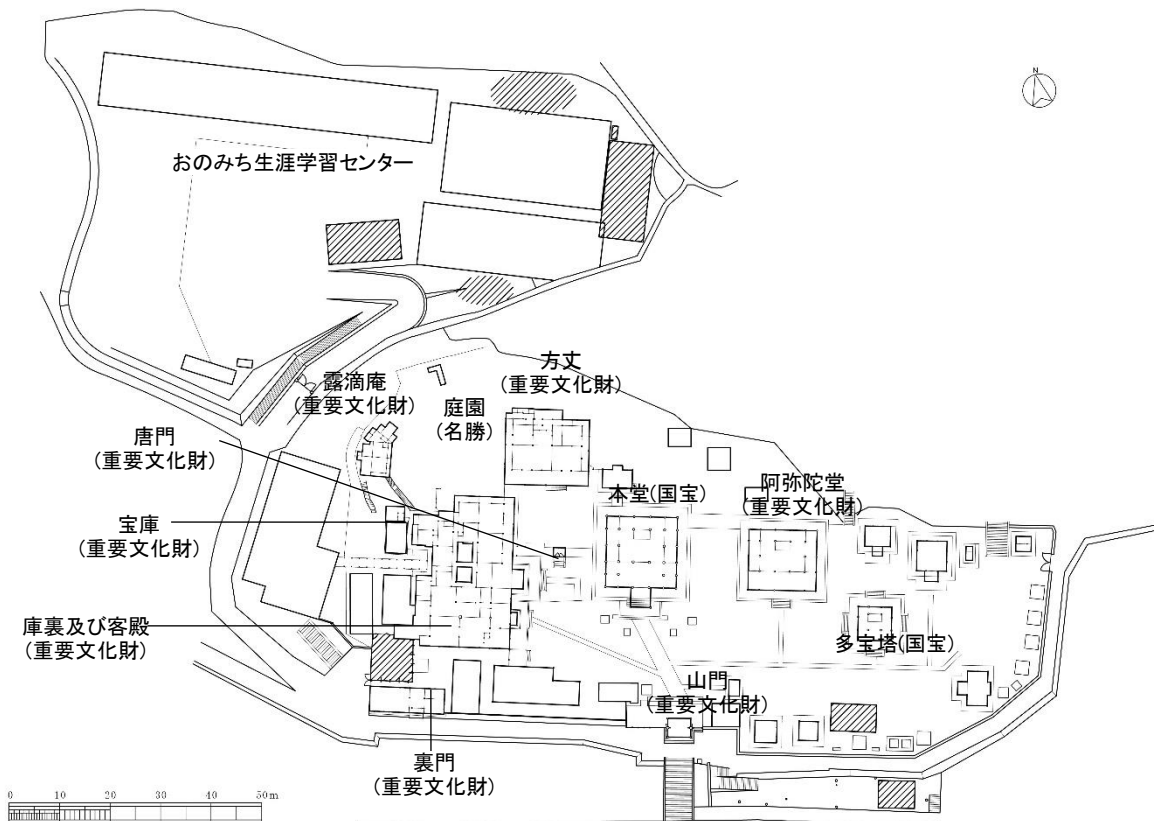 N
おのみち生涯学習センター
方丈
(重要文化財)
露滴庵
(重要文化財)
庭園
(名勝)
唐門
(重要文化財)
本堂(国宝)
阿弥陀堂
(重要文化財)
宝庫
(重要文化財)
庫裏及び客殿
(重要文化財)
多宝塔(国宝)
山門
(重要文化財)
裏門
(重要文化財)
0 10 20 30 40 50m